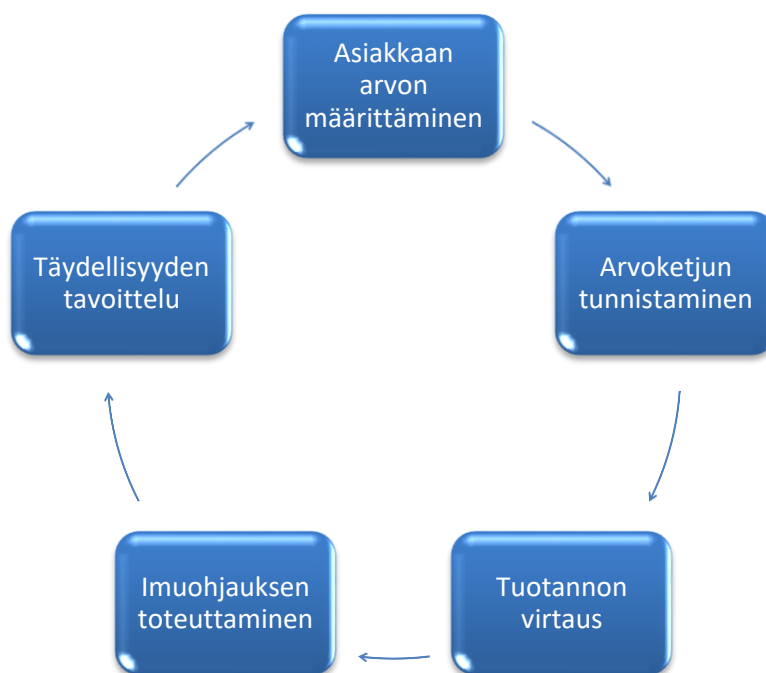 Asiakkaan
arvon
määrittäminen
Arvoketjun
tunnistaminen
Tuotannon
virtaus
Imuohjauksen
toteuttaminen
Täydellisyyden
tavoittelu